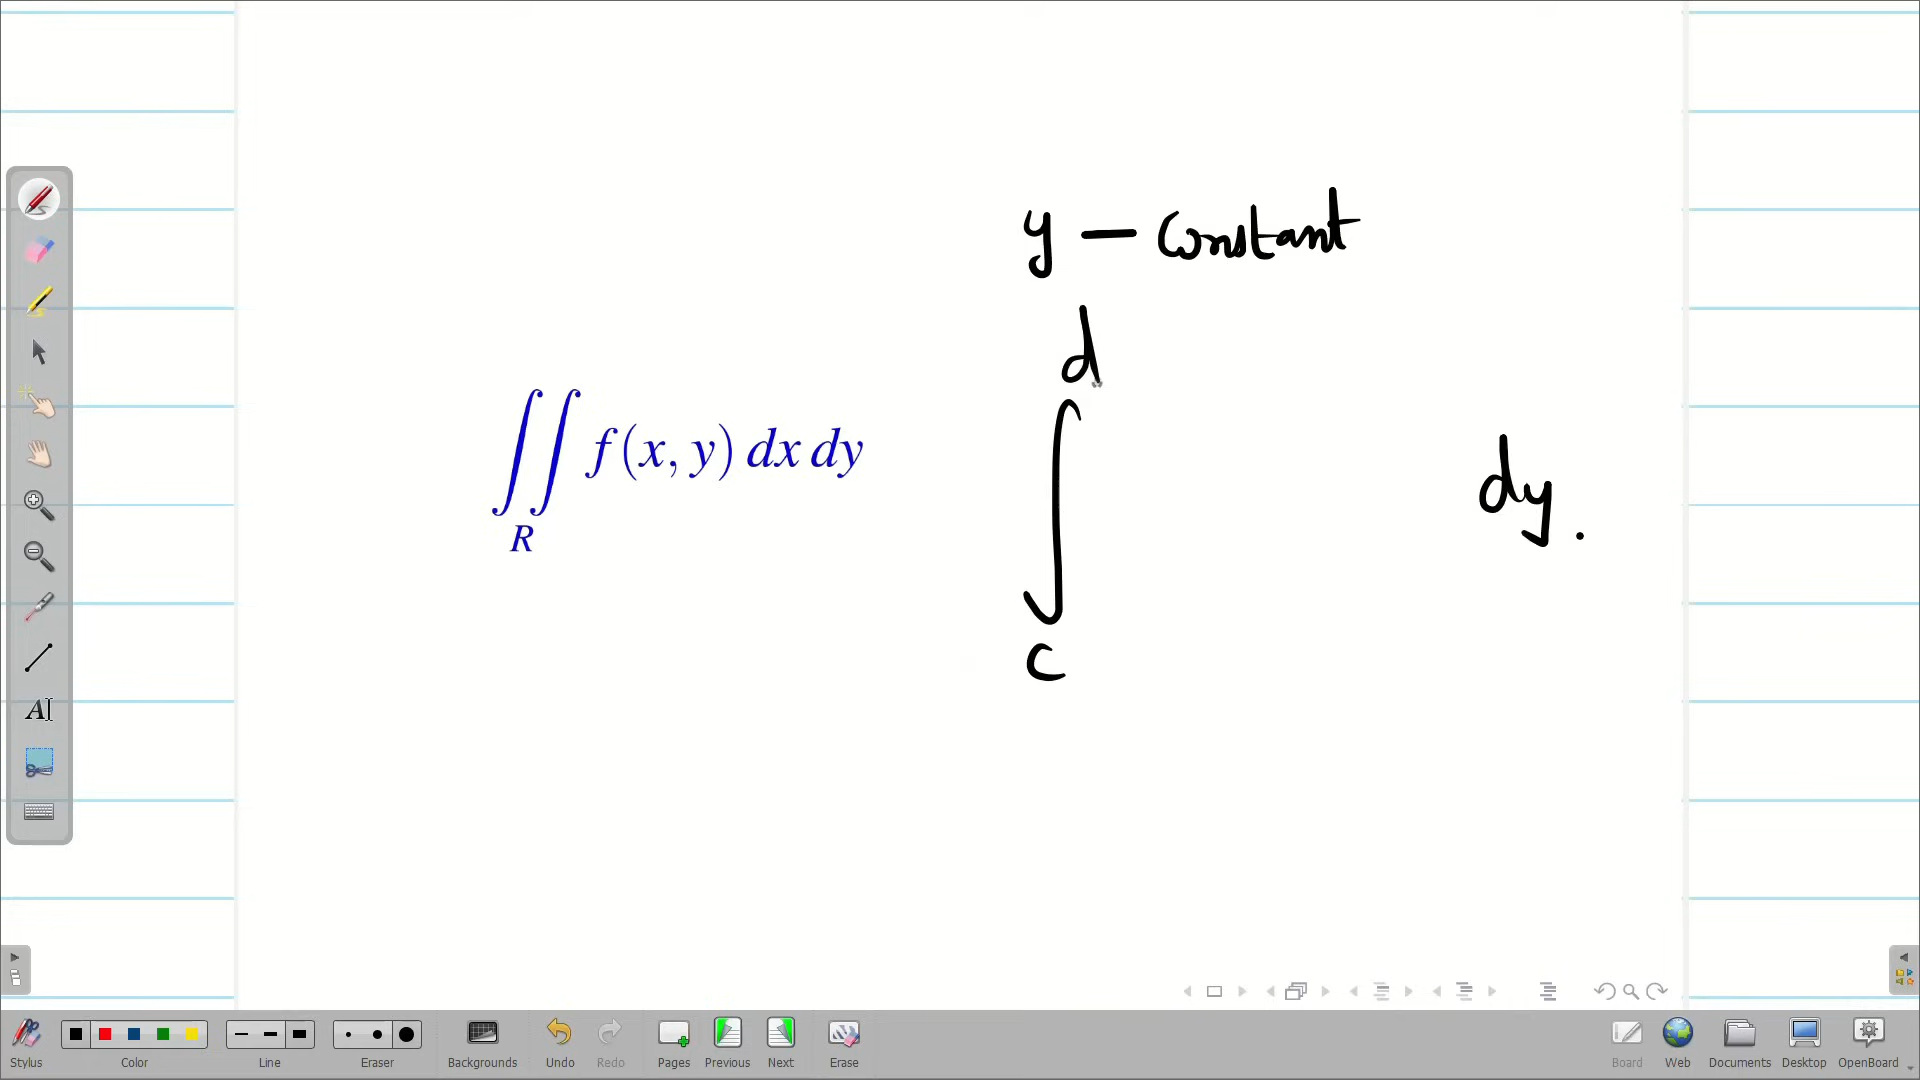 y — Constant
d
∬ f(x, y) dx dy
R
∫ dy.
c
A
Stylus
Color
Line
Eraser
Backgrounds
Undo
Redo
Pages
Previous
Next
Erase
Board
Web
Documents
Desktop
OpenBoard